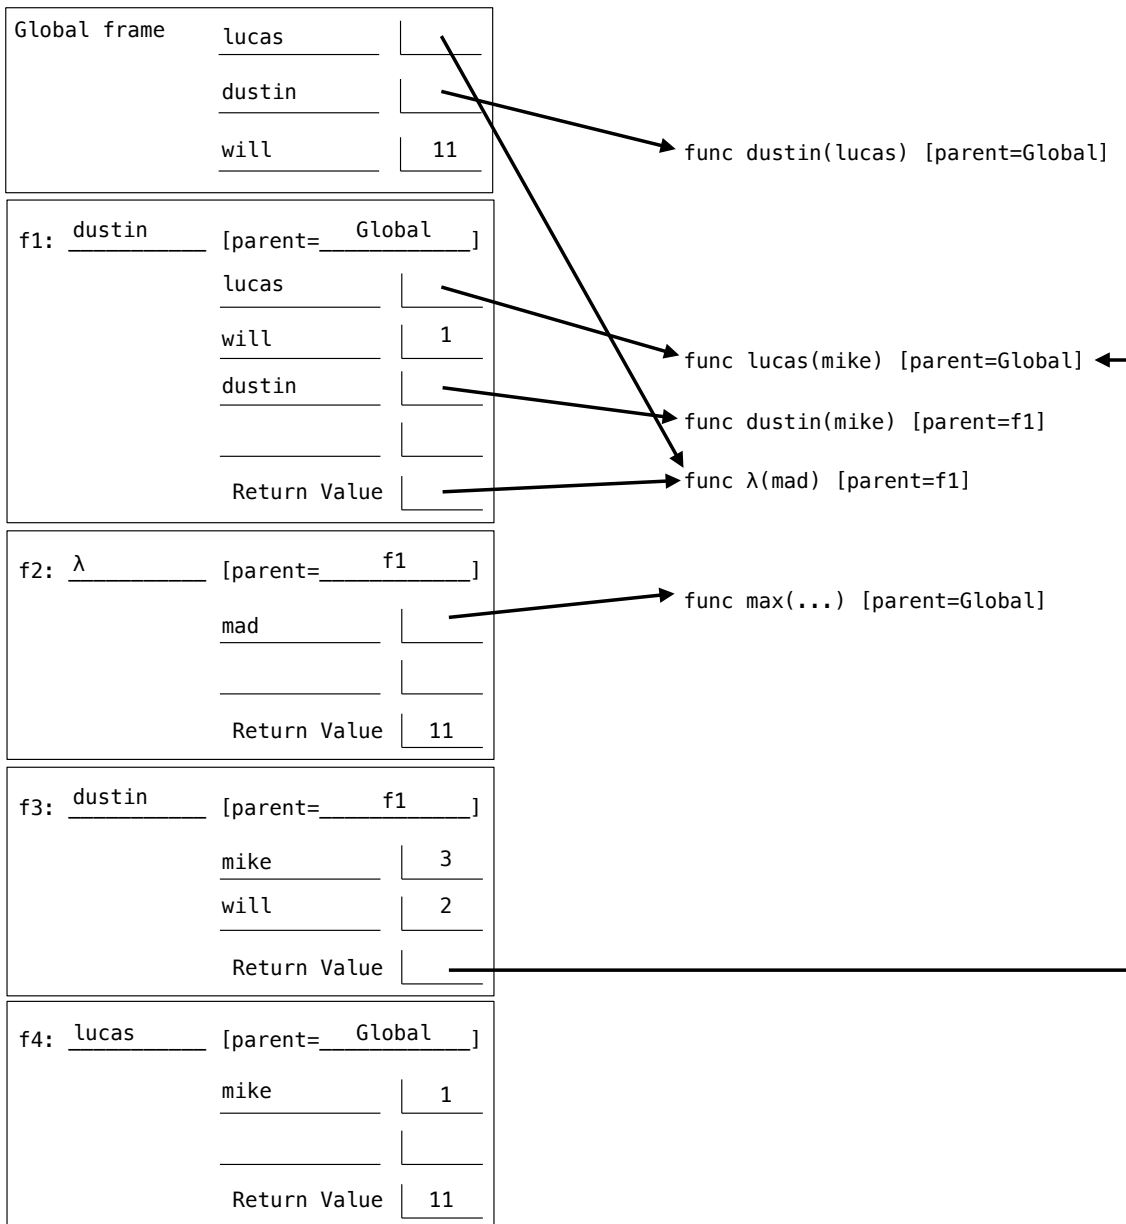 Global frame
lucas
dustin
will 11
func dustin(lucas) [parent=Global]
f1: dustin [parent=Global]
lucas
will 1
func lucas(mike) [parent=Global]
dustin
func dustin(mike) [parent=f1]
Return Value
func λ(mad) [parent=f1]
f2: λ [parent=f1]
func max(...) [parent=Global]
mad
Return Value 11
f3: dustin [parent=f1]
mike 3
will 2
Return Value
f4: lucas [parent=Global]
mike 1
Return Value 11